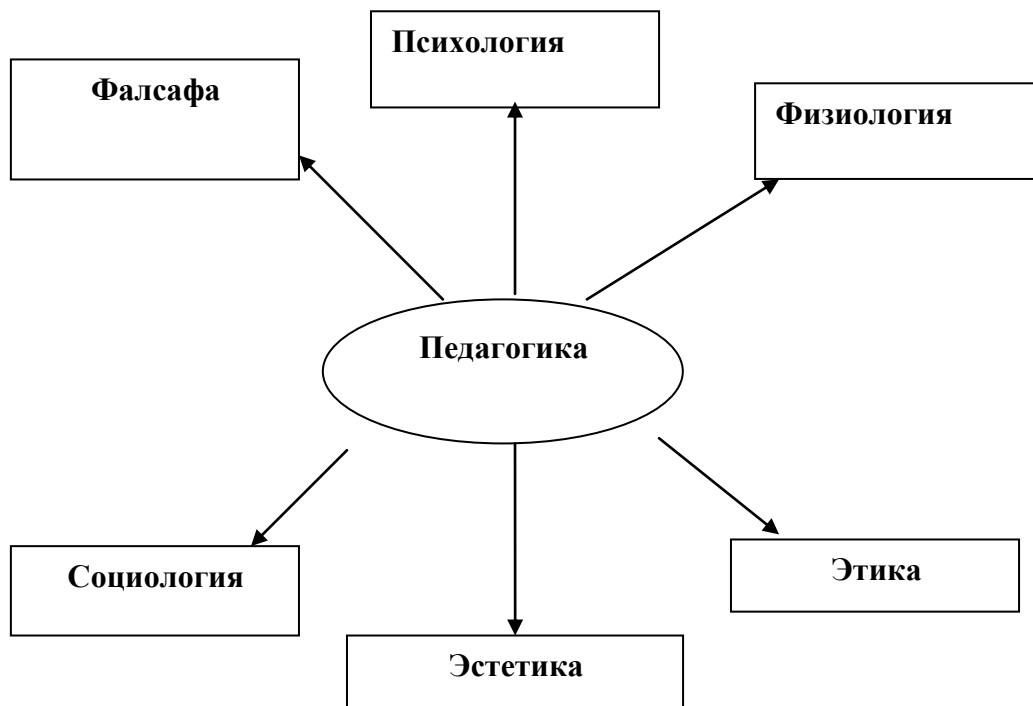 Психология
Фалсафа
Физиология
Педагогика
Социология
Этика
Эстетика